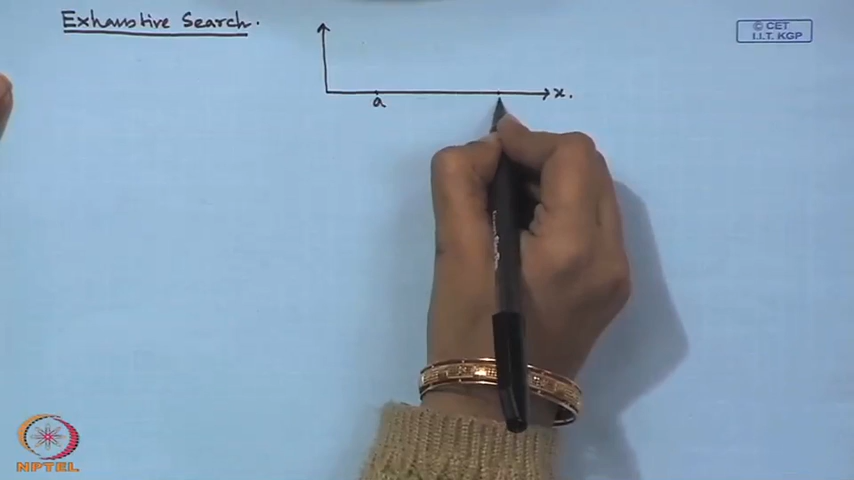 Exhaustive Search.
© CET
I.I.T. KGP
x.
a
NPTEL